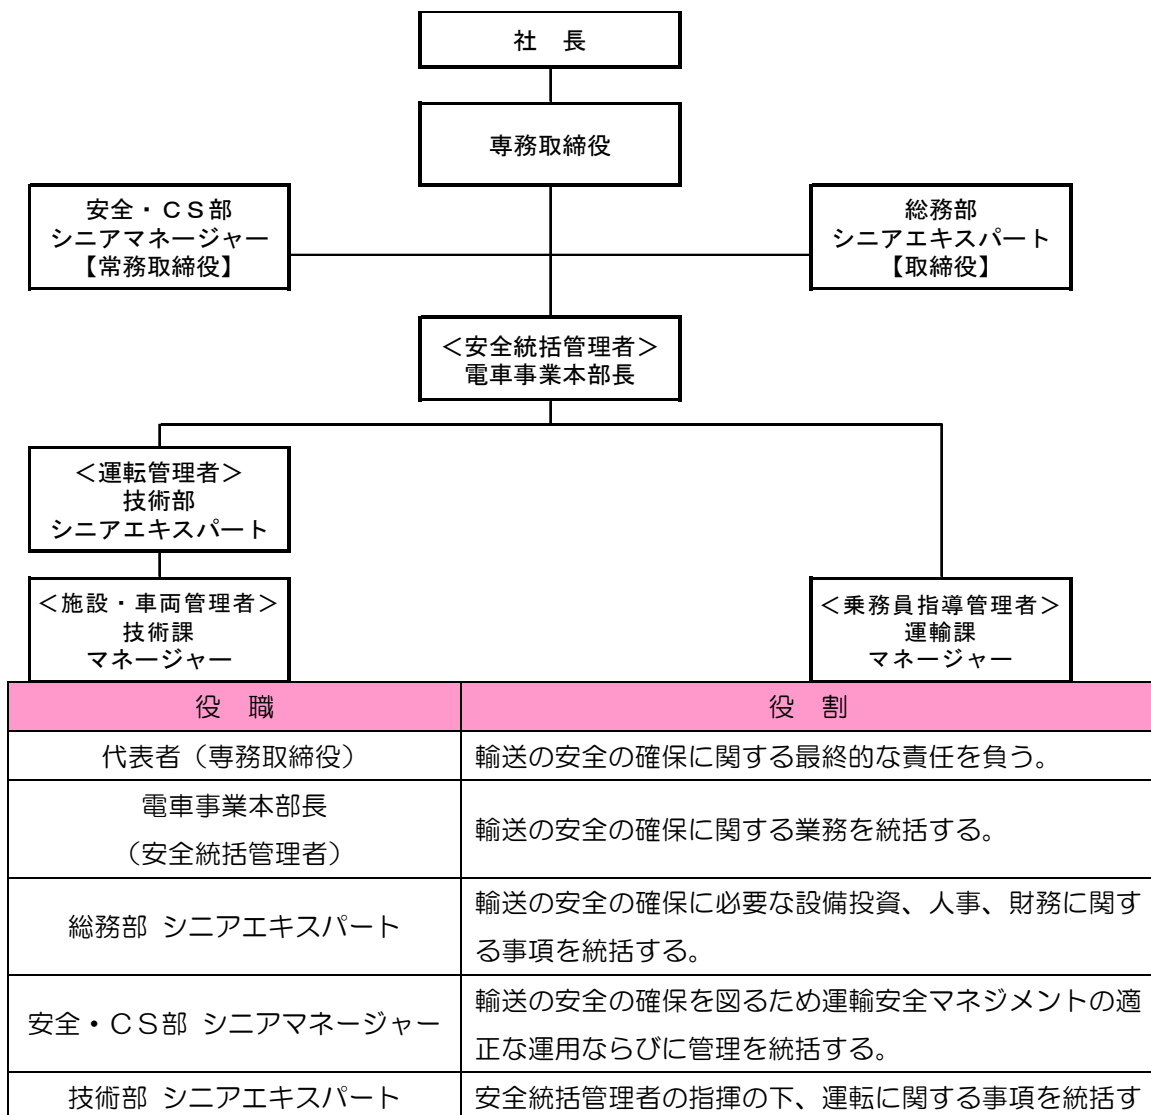 社　長
専務取締役
安全・ＣＳ部
シニアマネージャー
【常務取締役】
総務部
シニアエキスパート
【取締役】
＜安全統括管理者＞
電車事業本部長
＜運転管理者＞
技術部
シニアエキスパート
＜施設・車両管理者＞
技術課
マネージャー
＜乗務員指導管理者＞
運輸課
マネージャー
役　職
役　割
代表者（専務取締役）
輸送の安全の確保に関する最終的な責任を負う。
電車事業本部長
（安全統括管理者）
輸送の安全の確保に関する業務を統括する。
総務部 シニアエキスパート
輸送の安全の確保に必要な設備投資、人事、財務に関す
る事項を統括する。
安全・ＣＳ部 シニアマネージャー
輸送の安全の確保を図るため運輸安全マネジメントの適
正な運用ならびに管理を統括する。
技術部 シニアエキスパート
安全統括管理者の指揮の下、運転に関する事項を統括す